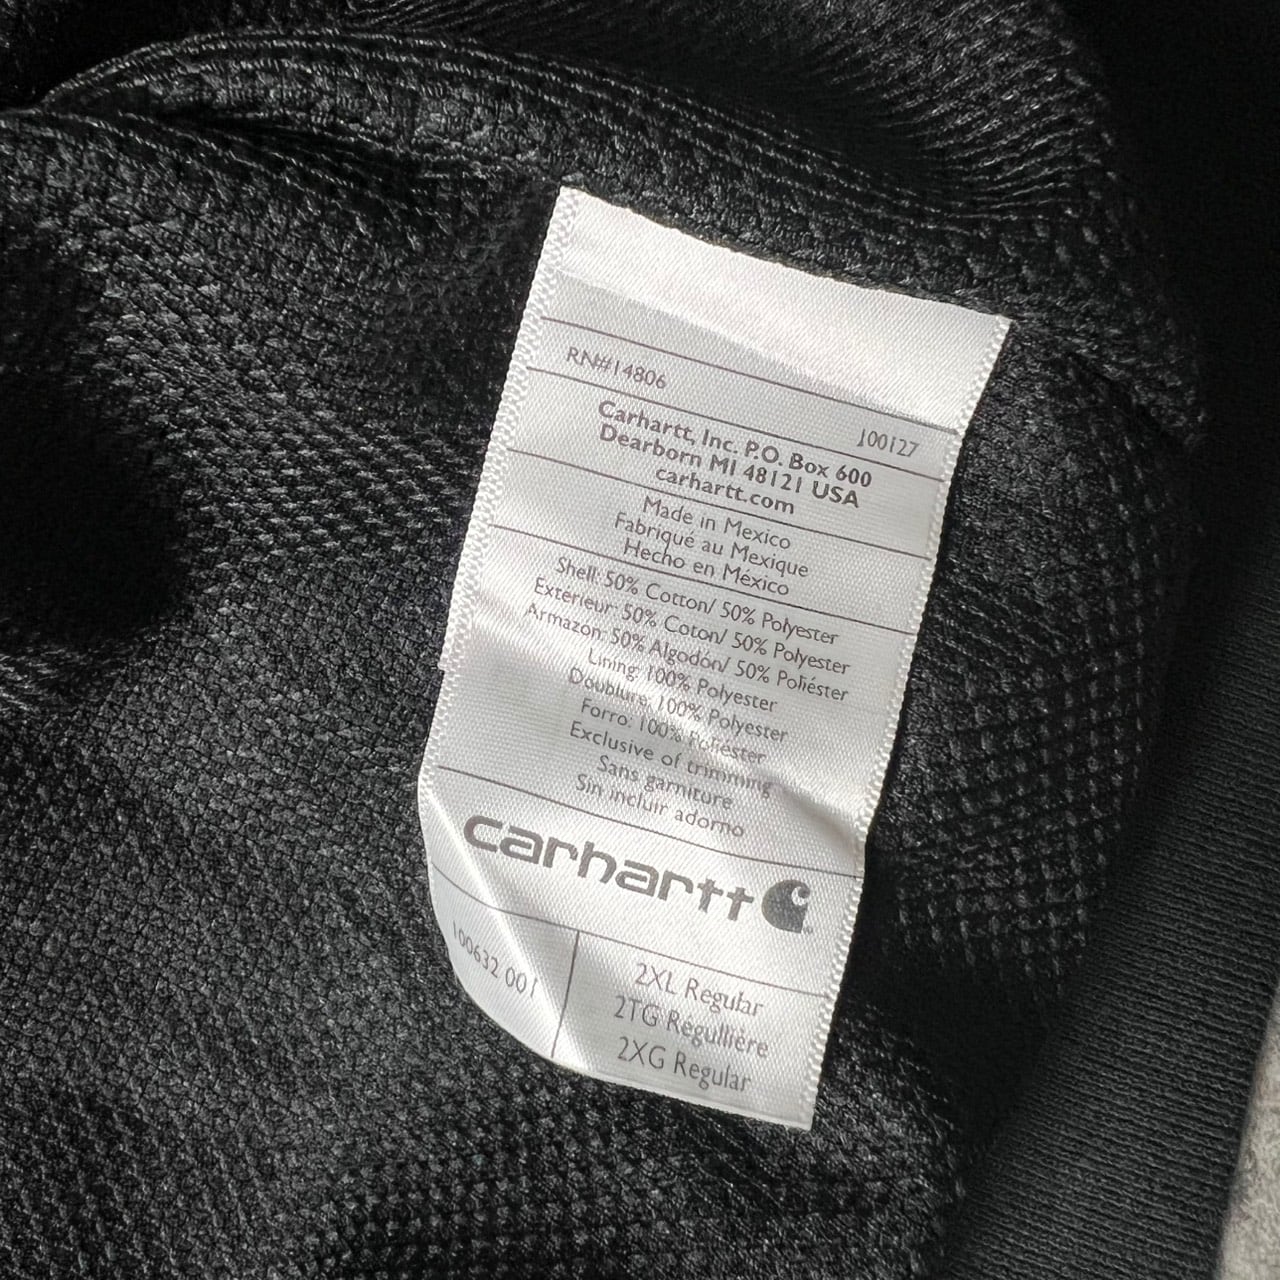 RN#14806
100127
Carhartt, Inc. P.O. Box 600
Dearborn MI 48121 USA
carhartt.com
Made in Mexico
Fabriqué au Mexique
Hecho en México
Shell: 50% Cotton/ 50% Polyester
Extérieur: 50% Coton/ 50% Polyester
Armazon: 50% Algodón/ 50% Poliéster
Lining: 100% Polyester
Doublure: 100% Polyester
Forro: 100% Poliéster
Exclusive of trimming
Sans garniture
Sin incluir adorno
carhartt
100632 001
2XL Regular
2TG Régullière
2XG Regular